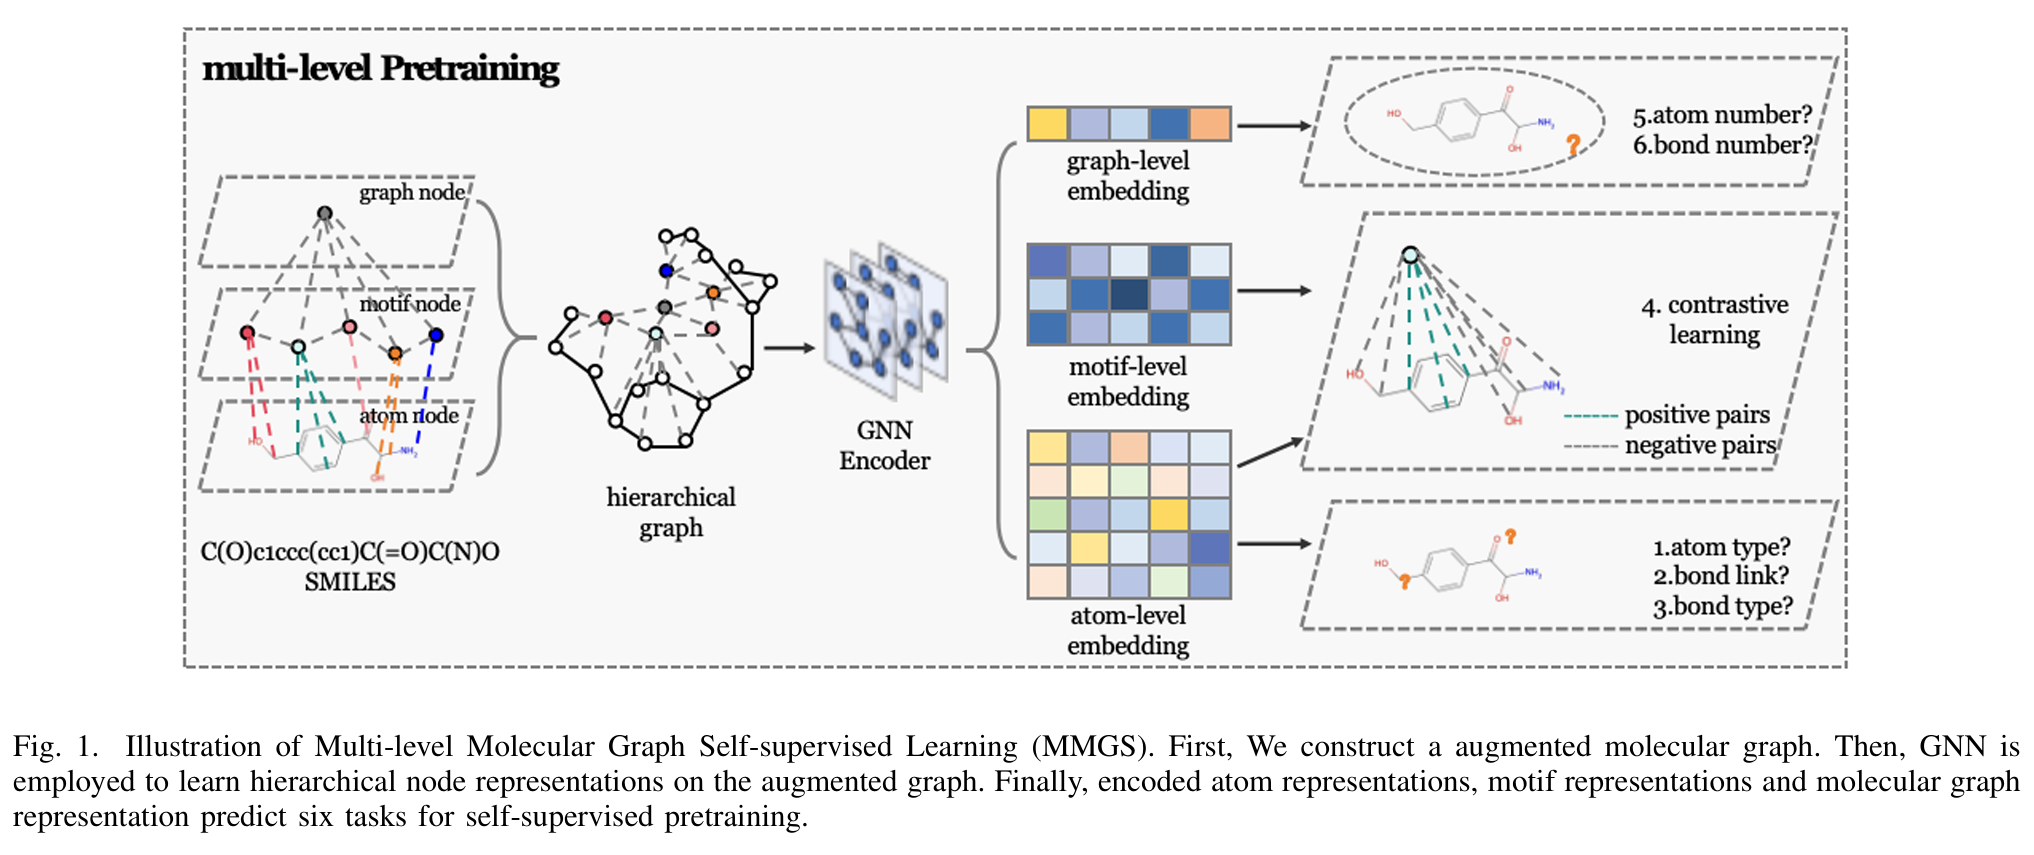 multi-level Pretraining
graph node
motif node
atom node
HO
OH
NH2
C(O)c1ccc(cc1)C(=O)C(N)O
SMILES
hierarchical
graph
GNN
Encoder
graph-level
embedding
motif-level
embedding
atom-level
embedding
HO
O
NH2
OH
?
5.atom number?
6.bond number?
4. contrastive
learning
HO
O
NH2
OH
positive pairs
negative pairs
HO
?
O
?
NH2
OH
1.atom type?
2.bond link?
3.bond type?
Fig. 1. Illustration of Multi-level Molecular Graph Self-supervised Learning (MMGS). First, We construct a augmented molecular graph. Then, GNN is
employed to learn hierarchical node representations on the augmented graph. Finally, encoded atom representations, motif representations and molecular graph
representation predict six tasks for self-supervised pretraining.